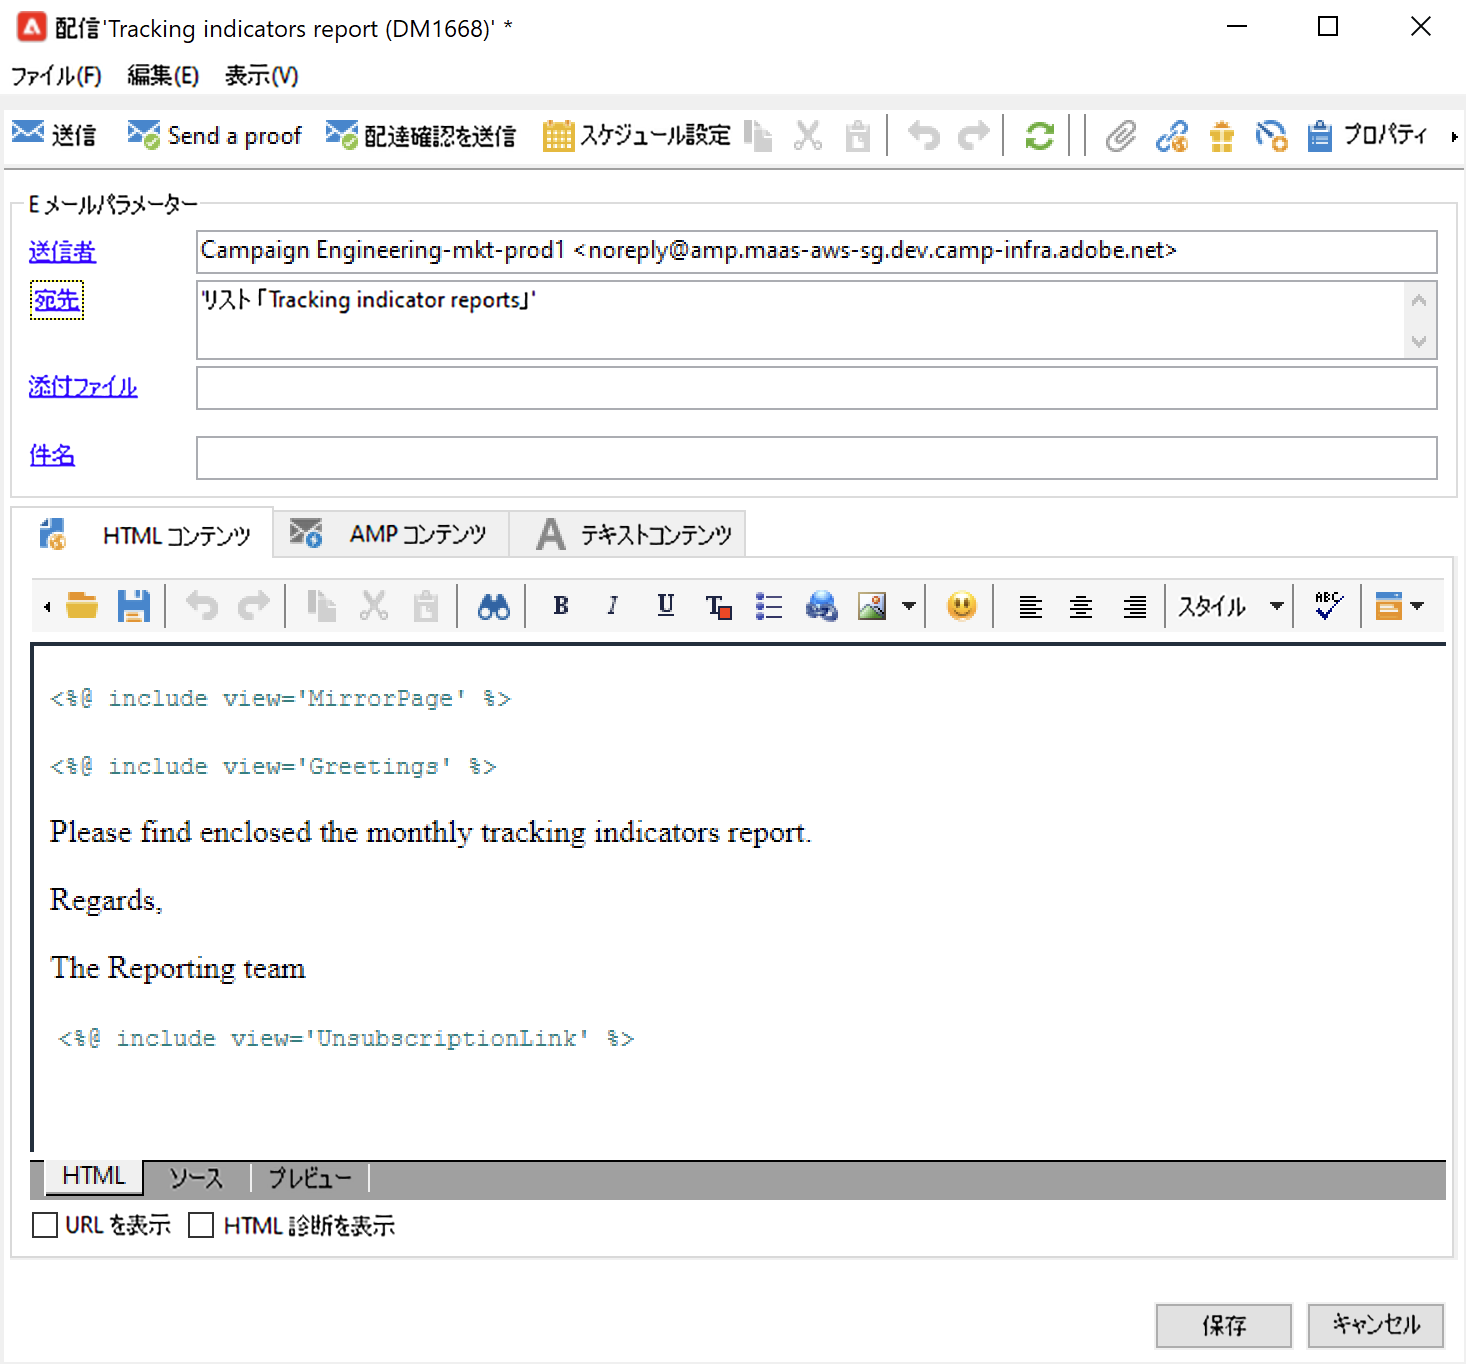 配信'Tracking indicators report (DM1668)' *
ファイル(F) 編集(E) 表示(V)
送信 Send a proof 配達確認を送信 スケジュール設定 プロパティ
Eメールパラメーター
送信者 Campaign Engineering-mkt-prod1 <noreply@amp.maas-aws-sg.dev.camp-infra.adobe.net>
宛先 'リスト「Tracking indicator reports」'
添付ファイル
件名
HTML コンテンツ AMP コンテンツ A テキストコンテンツ
B I U T スタイル ABC
<%@ include view='MirrorPage' %>
<%@ include view='Greetings' %>
Please find enclosed the monthly tracking indicators report.
Regards,
The Reporting team
<%@ include view='UnsubscriptionLink' %>
HTML ソース プレビュー
URL を表示 HTML 診断を表示
保存 キャンセル